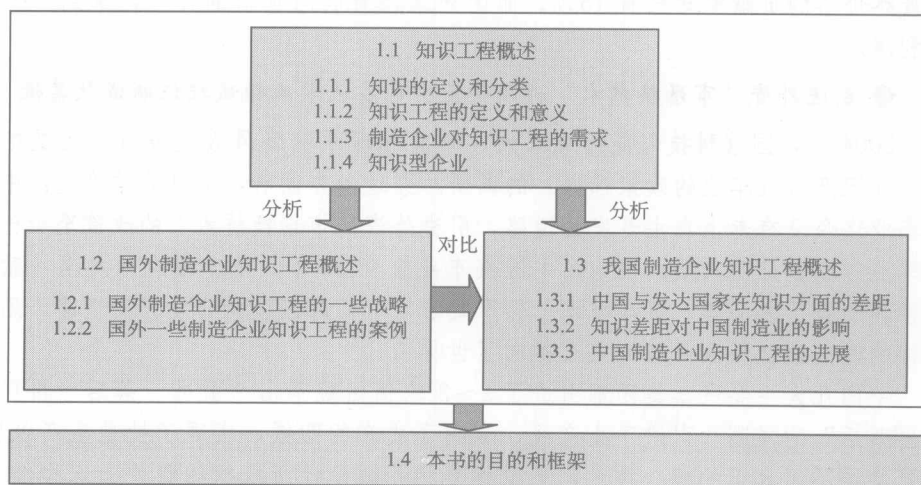 1.1 知识工程概述
1.1.1 知识的定义和分类
1.1.2 知识工程的定义和意义
1.1.3 制造企业对知识工程的需求
1.1.4 知识型企业
分析
分析
1.2 国外制造企业知识工程概述
1.2.1 国外制造企业知识工程的一些战略
1.2.2 国外一些制造企业知识工程的案例
对比
1.3 我国制造企业知识工程概述
1.3.1 中国与发达国家在知识方面的差距
1.3.2 知识差距对中国制造业的影响
1.3.3 中国制造企业知识工程的进展
1.4 本书的目的和框架